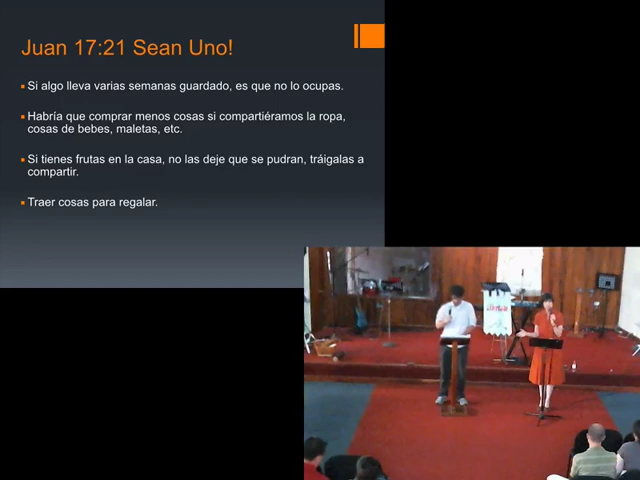 Juan 17:21 Sean Uno!
Si algo lleva varias semanas guardado, es que no lo ocupas.
Habría que comprar menos cosas si compartiéramos la ropa,
cosas de bebes, maletas, etc.
Si tienes frutas en la casa, no las deje que se pudran, tráigalas a
compartir.
Traer cosas para regalar.